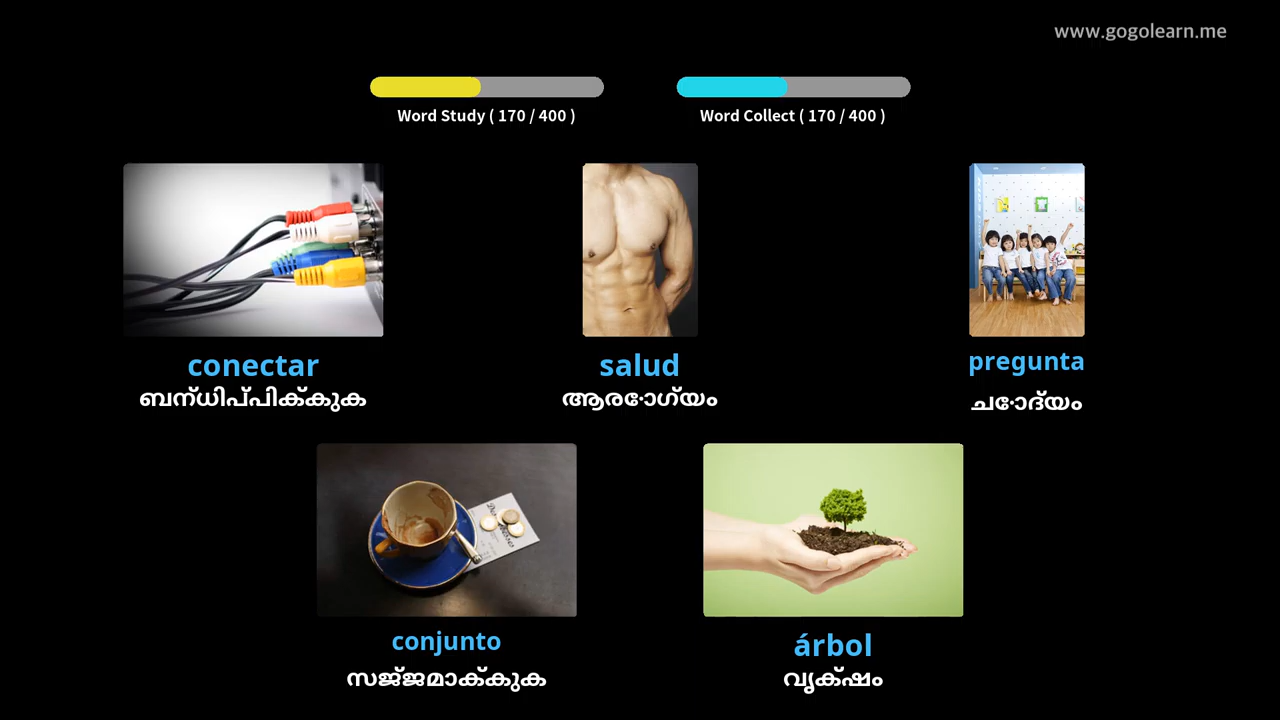 www.gogolearn.me
Word Study ( 170 / 400 )
Word Collect ( 170 / 400 )
conectar
ബന്ധിപ്പിക്കുക
salud
ആരോഗ്യം
pregunta
ചോദ്യം
conjunto
സജ്ജമാക്കുക
árbol
വൃക്ഷം